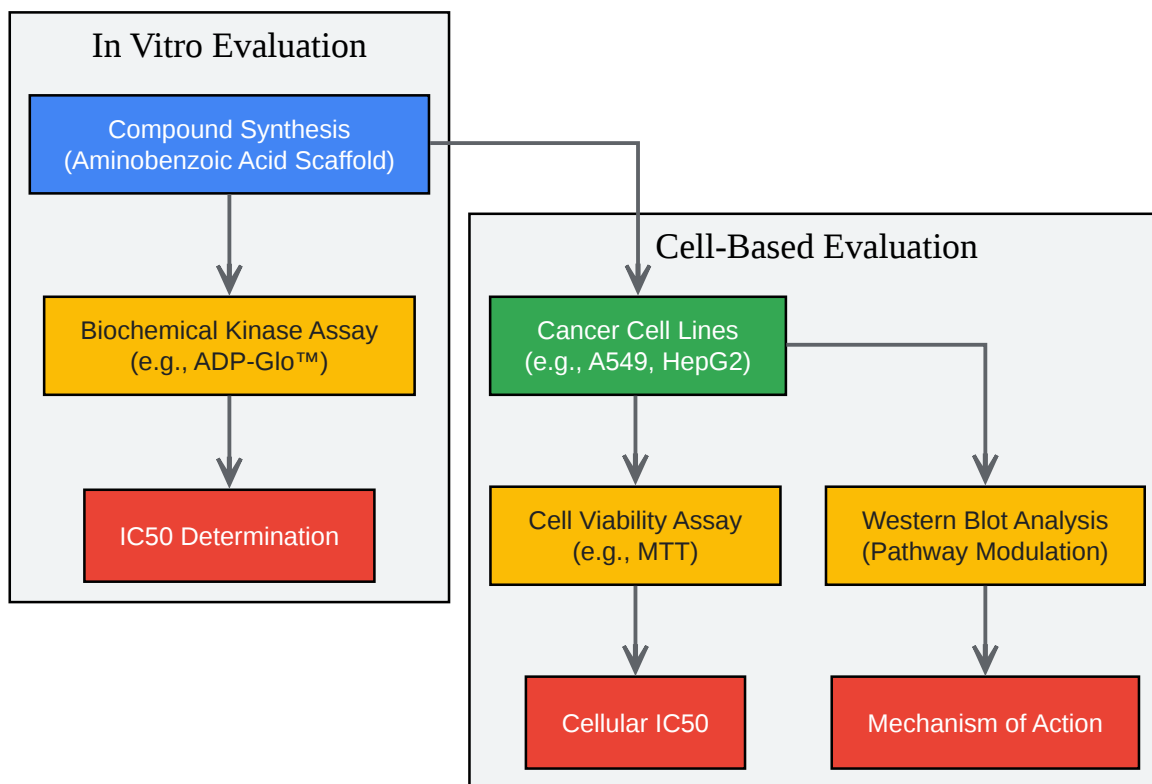 In Vitro Evaluation
Compound Synthesis
(Aminobenzoic Acid Scaffold)
Biochemical Kinase Assay
(e.g., ADP-Glo™)
IC50 Determination
Cell-Based Evaluation
Cancer Cell Lines
(e.g., A549, HepG2)
Cell Viability Assay
(e.g., MTT)
Western Blot Analysis
(Pathway Modulation)
Cellular IC50
Mechanism of Action